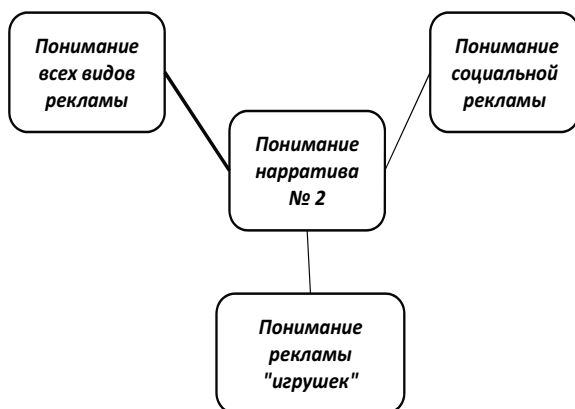 Понимание
всех видов
рекламы
Понимание
социальной
рекламы
Понимание
нарратива
№ 2
Понимание
рекламы
"игрушек"